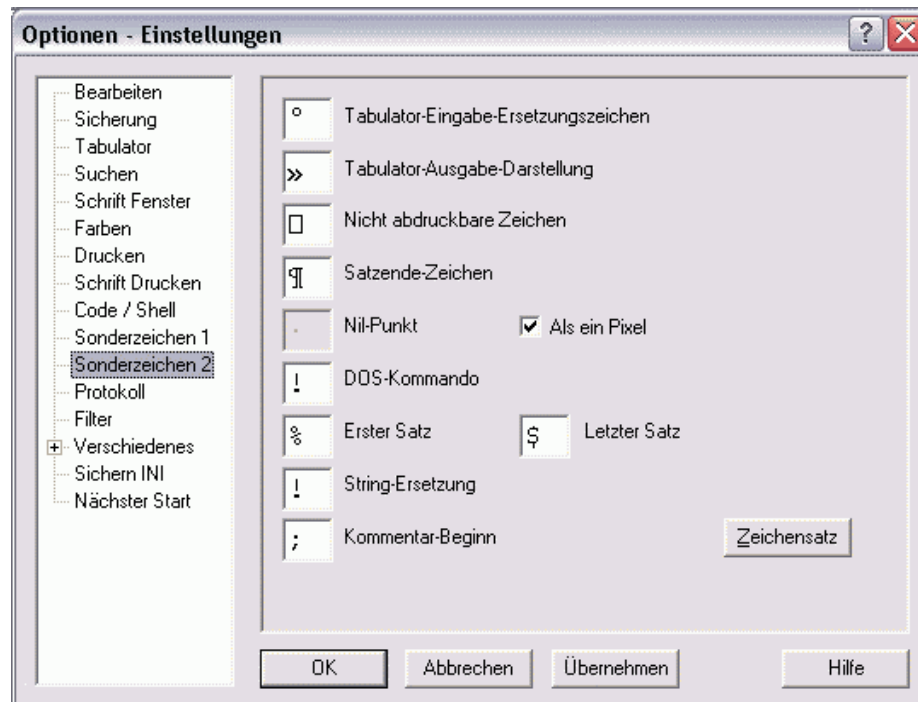 Optionen - Einstellungen
Bearbeiten
Sicherung
Tabulator
Suchen
Schrift Fenster
Farben
Drucken
Schrift Drucken
Code / Shell
Sonderzeichen 1
Sonderzeichen 2
Protokoll
Filter
Verschiedenes
Sichern INI
Nächster Start
° Tabulator-Eingabe-Ersetzungszeichen
» Tabulator-Ausgabe-Darstellung
□ Nicht abdruckbare Zeichen
¶ Satzende-Zeichen
· Nil-Punkt Als ein Pixel
! DOS-Kommando
% Erster Satz $ Letzter Satz
! String-Ersetzung
; Kommentar-Beginn Zeichensatz
OK Abbrechen Übernehmen Hilfe